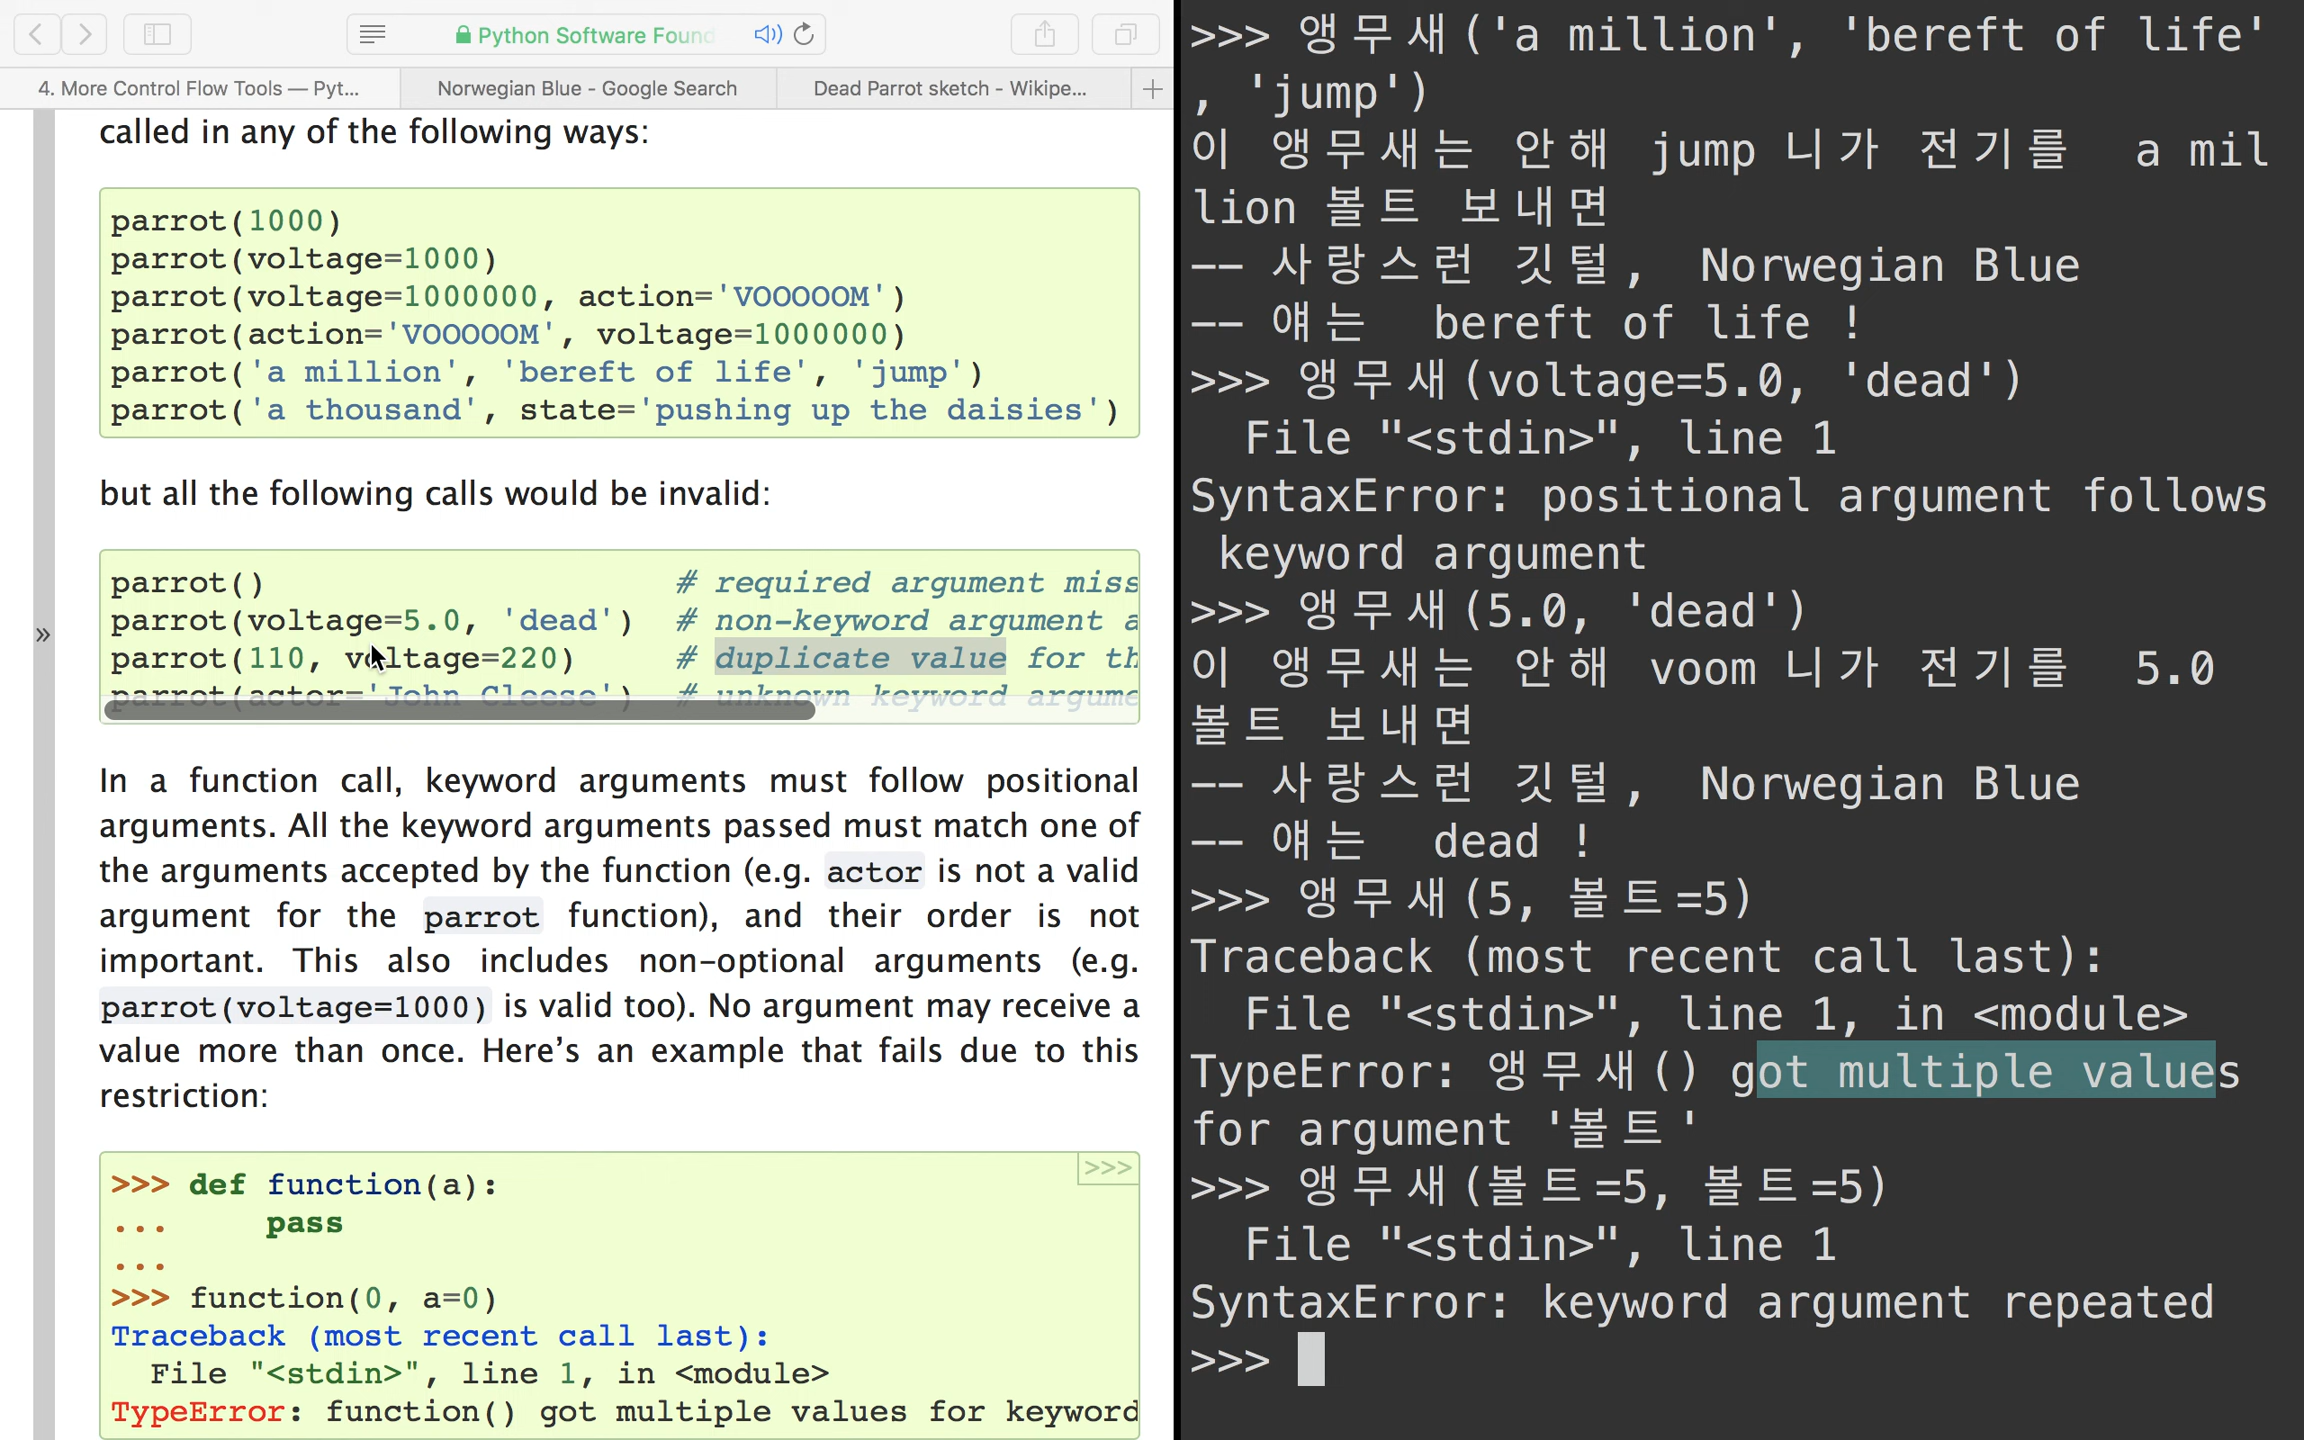 Python Software Found
4. More Control Flow Tools — Pyt...
Norwegian Blue - Google Search
Dead Parrot sketch - Wikipe...
called in any of the following ways:
parrot(1000)
parrot(voltage=1000)
parrot(voltage=1000000, action='VOOOOOM')
parrot(action='VOOOOOM', voltage=1000000)
parrot('a million', 'bereft of life', 'jump')
parrot('a thousand', state='pushing up the daisies')
but all the following calls would be invalid:
parrot() # required argument miss
parrot(voltage=5.0, 'dead') # non-keyword argument a
parrot(110, voltage=220) # duplicate value for th
parrot(actor='John Cleese') # unknown keyword argume
»
In a function call, keyword arguments must follow positional
arguments. All the keyword arguments passed must match one of
the arguments accepted by the function (e.g. actor is not a valid
argument for the parrot function), and their order is not
important. This also includes non-optional arguments (e.g.
parrot(voltage=1000) is valid too). No argument may receive a
value more than once. Here’s an example that fails due to this
restriction:
>>>
>>> def function(a):
... pass
...
>>> function(0, a=0)
Traceback (most recent call last):
File "<stdin>", line 1, in <module>
TypeError: function() got multiple values for keyword
>>> 앵무새('a million', 'bereft of life'
, 'jump')
이 앵무새는 안해 jump 니가 전기를 a mil
lion 볼트 보내면
-- 사랑스런 깃털, Norwegian Blue
-- 얘는 bereft of life !
>>> 앵무새(voltage=5.0, 'dead')
File "<stdin>", line 1
SyntaxError: positional argument follows
keyword argument
>>> 앵무새(5.0, 'dead')
이 앵무새는 안해 voom 니가 전기를 5.0
볼트 보내면
-- 사랑스런 깃털, Norwegian Blue
-- 얘는 dead !
>>> 앵무새(5, 볼트=5)
Traceback (most recent call last):
File "<stdin>", line 1, in <module>
TypeError: 앵무새() got multiple values
for argument '볼트'
>>> 앵무새(볼트=5, 볼트=5)
File "<stdin>", line 1
SyntaxError: keyword argument repeated
>>>